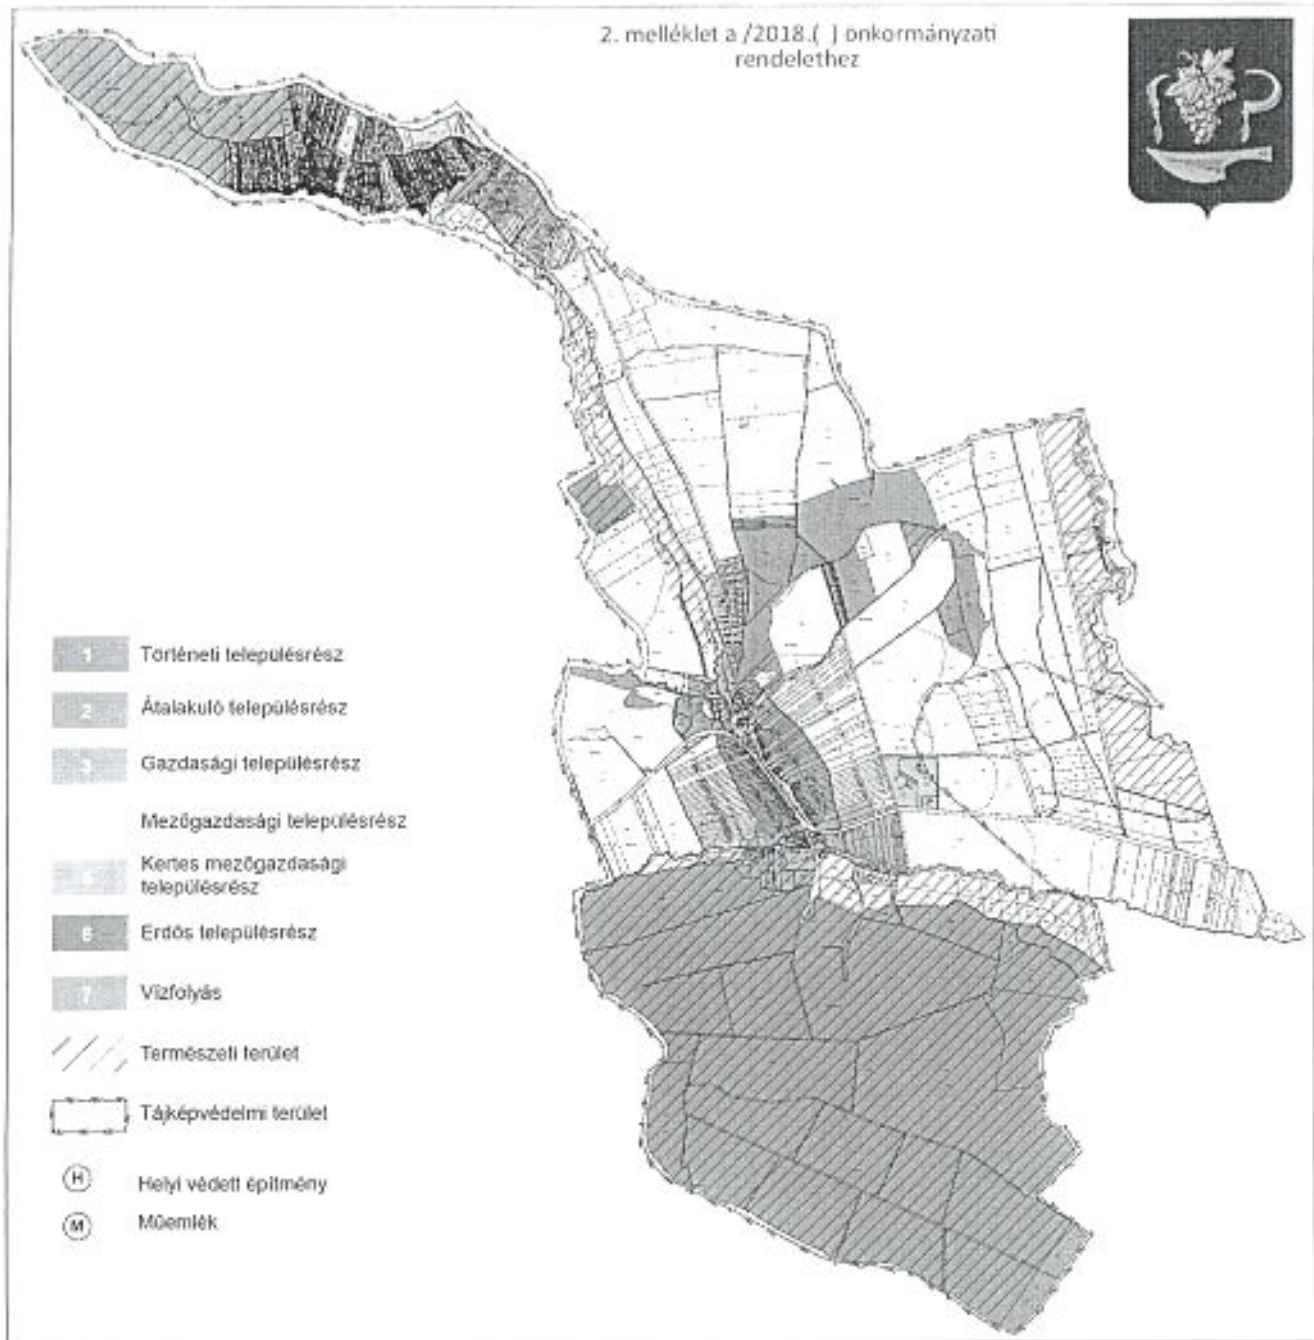 2. melléklet a /2018.( ) önkormányzati
rendelethez
1 Történeti településrész
2 Átalakuló településrész
3 Gazdasági településrész
Mezőgazdasági településrész
Kertes mezőgazdasági
településrész
6 Erdős településrész
7 Vízfolyás
Természeti terület
Tájképvédelmi terület
H Helyi védett építmény
M Műemlék